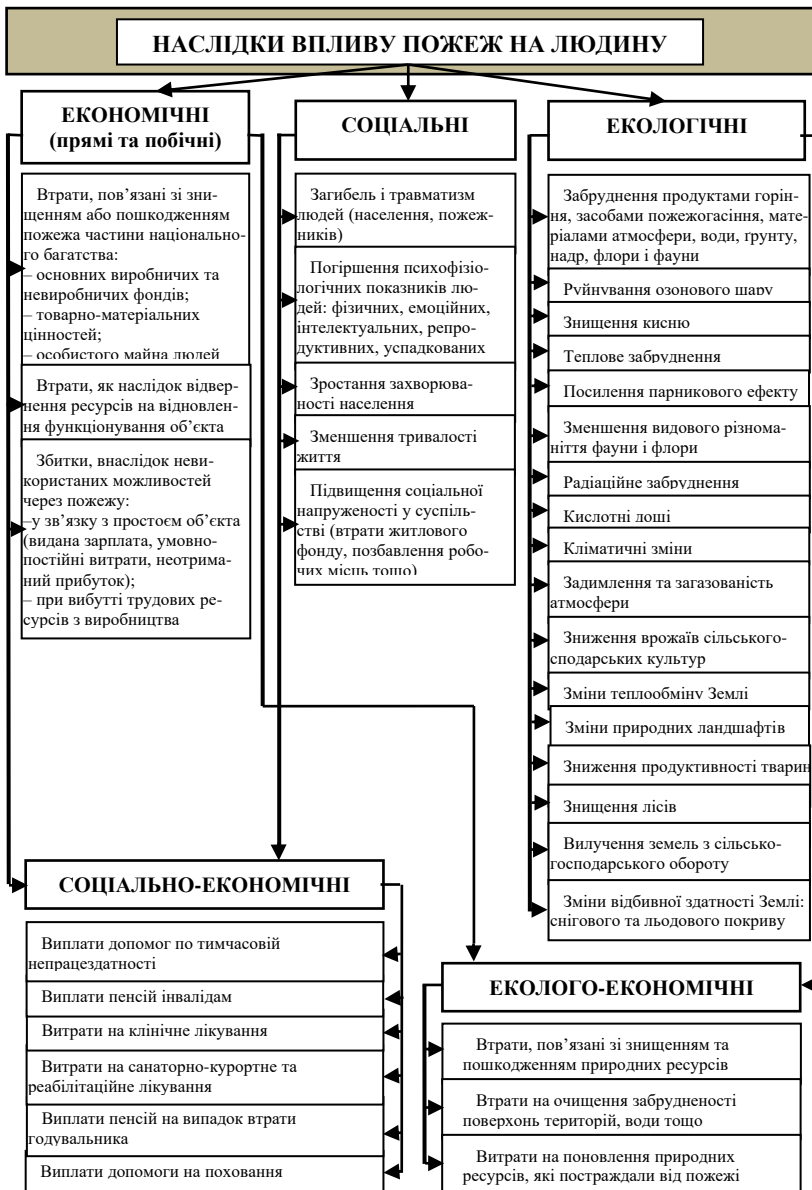 НАСЛІДКИ ВПЛИВУ ПОЖЕЖ НА ЛЮДИНУ
ЕКОНОМІЧНІ
(прямі та побічні)
Втрати, пов’язані зі зни-
щенням або пошкодженням
пожежа частини національно-
го багатства:
– основних виробничих та
невиробничих фондів;
– товарно-матеріальних
цінностей;
– особистого майна людей
Втрати, як наслідок відвер-
нення ресурсів на відновлен-
ня функціонування об’єкта
Збитки, внаслідок неви-
користаних можливостей
через пожежу:
–у зв’язку з простоєм об’єкта
(видана зарплата, умовно-
постійні витрати, неотрима-
ний прибуток);
– при вибутті трудових ре-
сурсів з виробництва
СОЦІАЛЬНІ
Загибель і травматизм
людей (населення, пожеж-
ників)
Погіршення психофізіо-
логічних показників лю-
дей: фізичних, емоційних,
інтелектуальних, репро-
дуктивних, успадкованих
Зростання захворюва-
ності населення
Зменшення тривалості
життя
Підвищення соціальної
напруженості у суспіль-
стві (втрати житлового
фонду, позбавлення робо-
чих місць тощо)
ЕКОЛОГІЧНІ
Забруднення продуктами горін-
ня, засобами пожежогасіння, мате-
ріалами атмосфери, води, ґрунту,
надр, флори і фауни
Руйнування озонового шару
Знищення кисню
Теплове забруднення
Посилення парникового ефекту
Зменшення видового різнома-
ніття фауни і флори
Радіаційне забруднення
Кислотні дощі
Кліматичні зміни
Задимлення та загазованість
атмосфери
Зниження врожаїв сільського-
сподарських культур
Зміни теплообміну Землі
Зміни природних ландшафтів
Зниження продуктивності тварин
Знищення лісів
Вилучення земель з сільсько-
господарського обороту
Зміни відбивної здатності Землі:
снігового та льодового покриву
СОЦІАЛЬНО-ЕКОНОМІЧНІ
Виплати допомог по тимчасовій
непрацездатності
Виплати пенсій інвалідам
Витрати на клінічне лікування
Витрати на санаторно-курортне та
реабілітаційне лікування
Виплати пенсій на випадок втрати
годувальника
Виплати допомоги на поховання
ЕКОЛОГО-ЕКОНОМІЧНІ
Втрати, пов’язані зі знищенням та
пошкодженням природних ресурсів
Втрати на очищення забрудненості
поверхонь територій, води тощо
Витрати на поновлення природних
ресурсів, які постраждали від пожежі